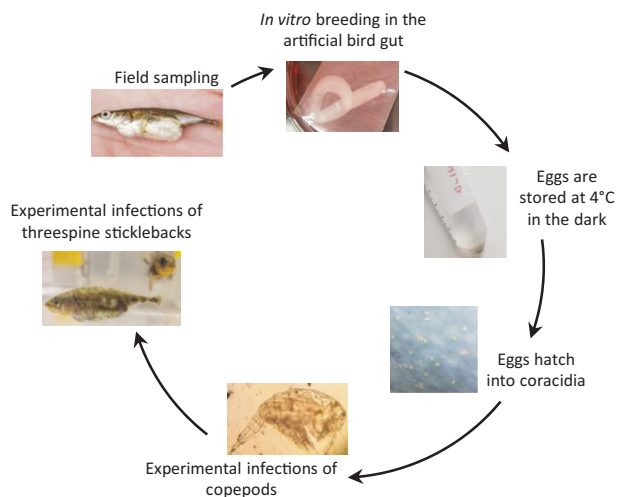 In vitro breeding in the
artificial bird gut
Field sampling
Eggs are
stored at 4°C
in the dark
Experimental infections of
threespine sticklebacks
Eggs hatch
into coracidia
Experimental infections of
copepods